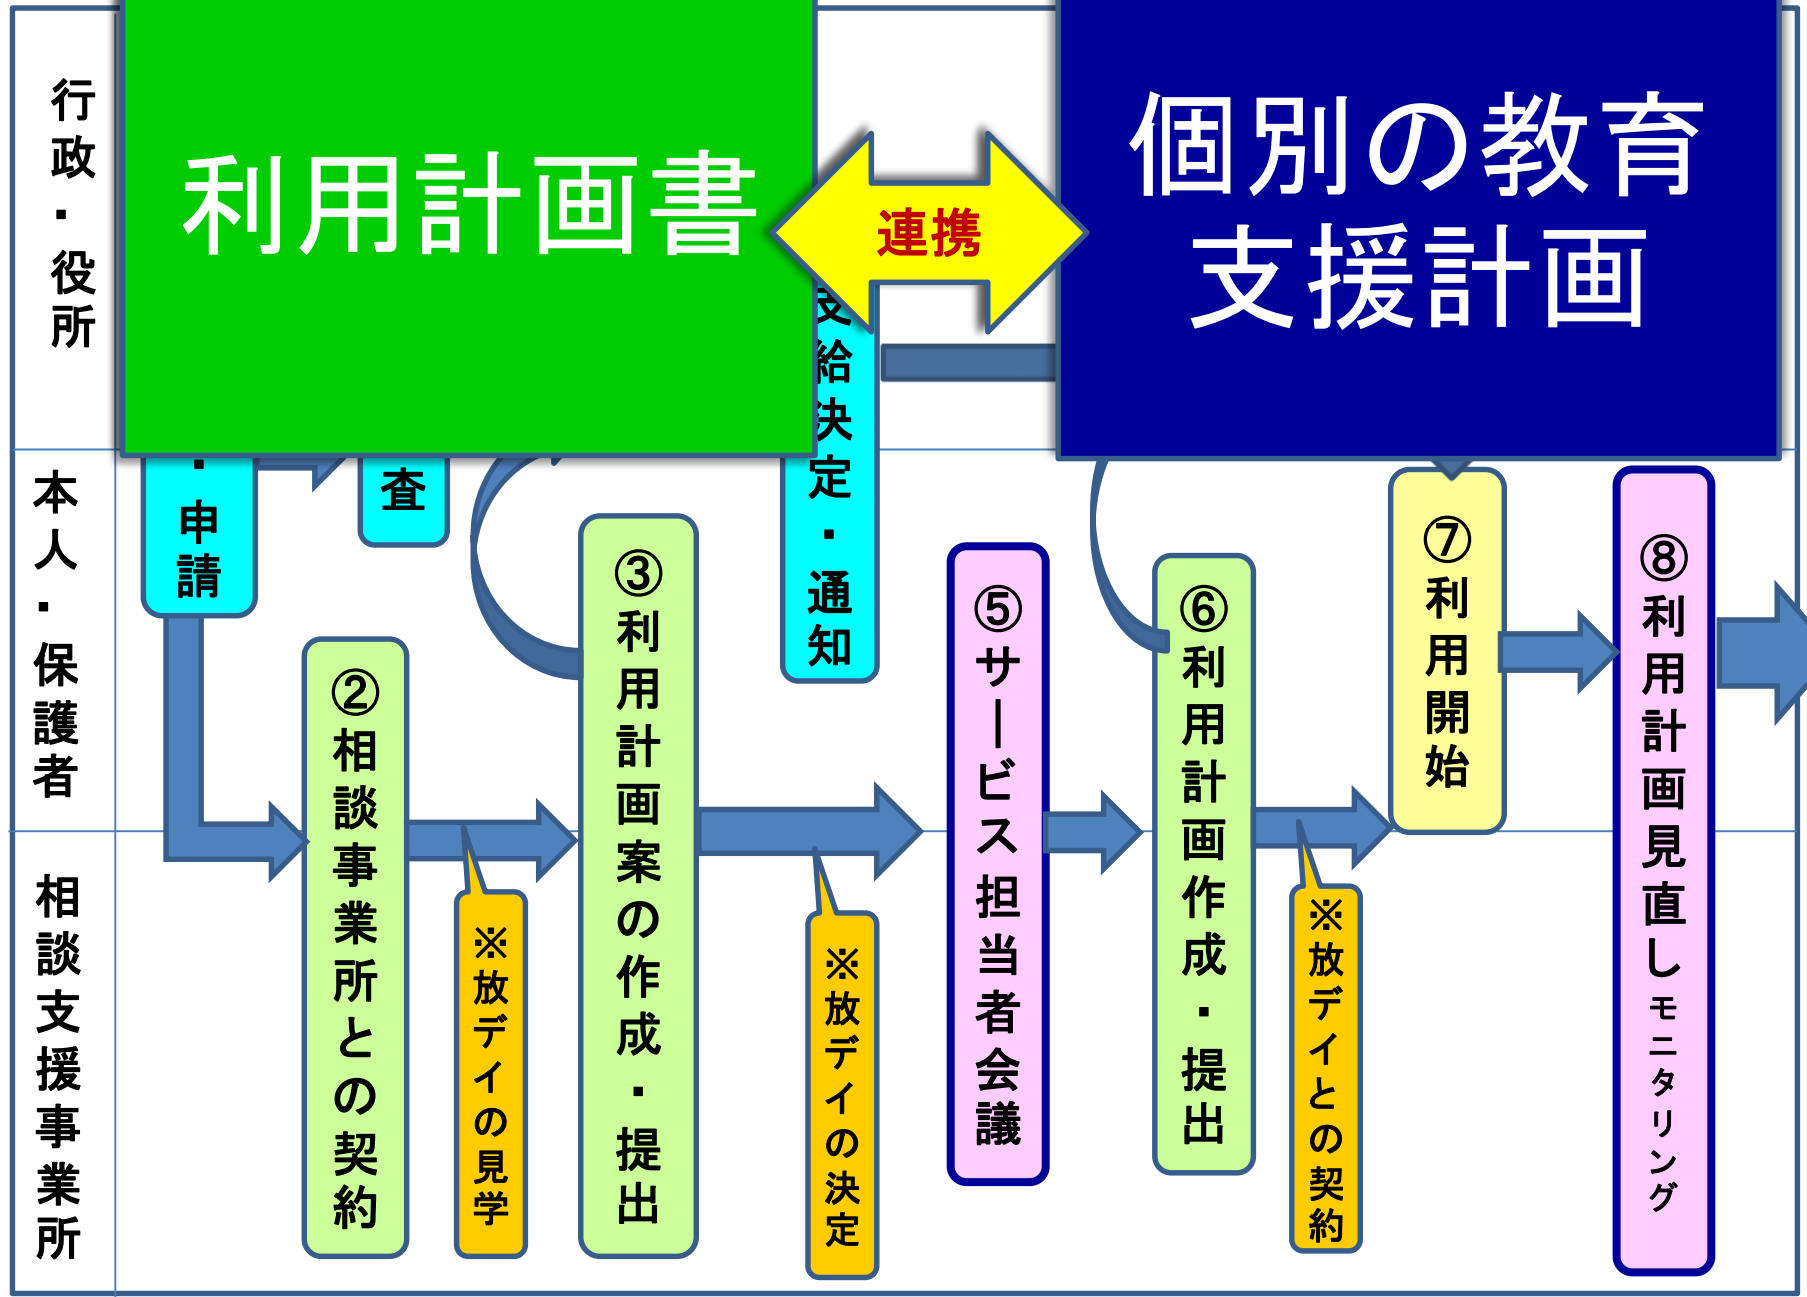 行政・役所
本人・保護者
相談支援事業所
利用計画書
連携
個別の教育
支援計画
・申請
査
支給決定・通知
②相談事業所との契約
※放デイの見学
③利用計画案の作成・提出
※放デイの決定
⑤サービス担当者会議
⑥利用計画作成・提出
※放デイとの契約
⑦利用開始
⑧利用計画見直しモニタリング